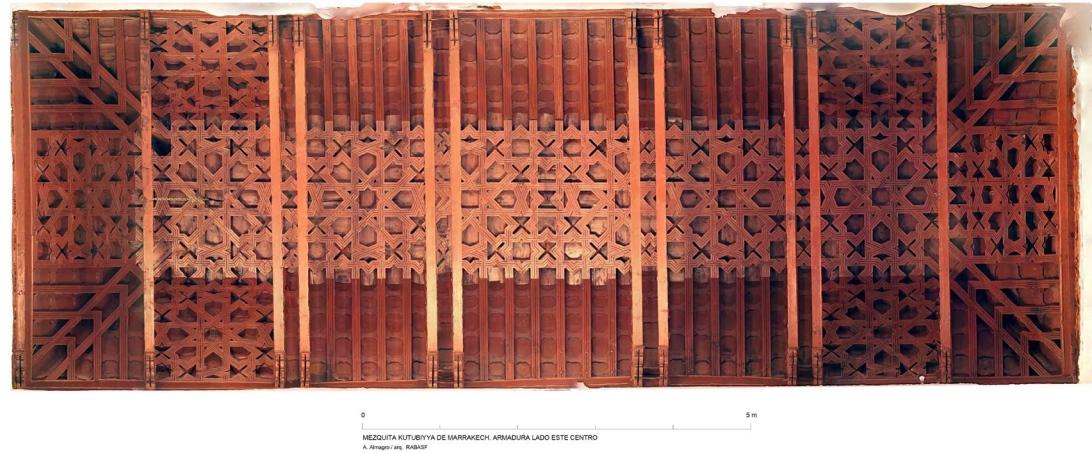 0 5 m
MEZQUITA KUTUBIYYA DE MARRAKECH. ARMADURA LADO ESTE CENTRO
A. Almagro / arq. RABASF